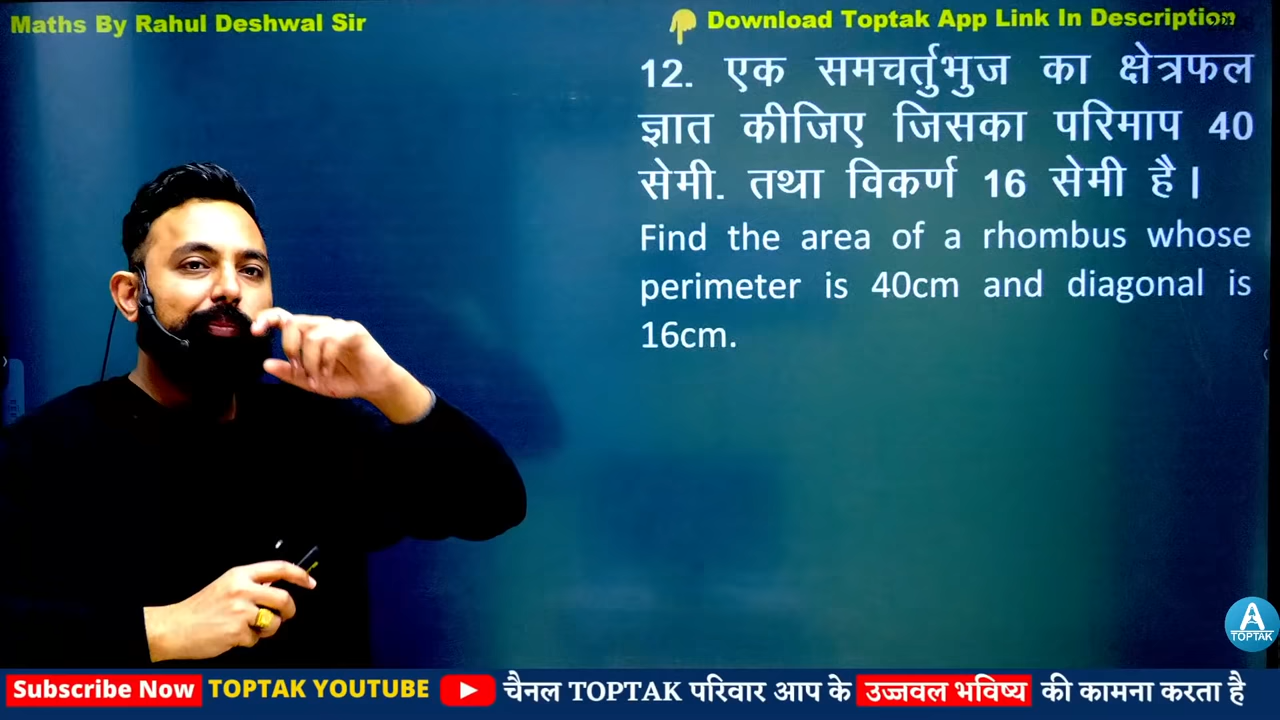 Maths By Rahul Deshwal Sir
Download Toptak App Link In Description
12. एक समचर्तुभुज का क्षेत्रफल
ज्ञात कीजिए जिसका परिमाप 40
सेमी. तथा विकर्ण 16 सेमी है।
Find the area of a rhombus whose
perimeter is 40cm and diagonal is
16cm.
A
TOPTAK
Subscribe Now TOPTAK YOUTUBE चैनल TOPTAK परिवार आप के उज्जवल भविष्य की कामना करता है